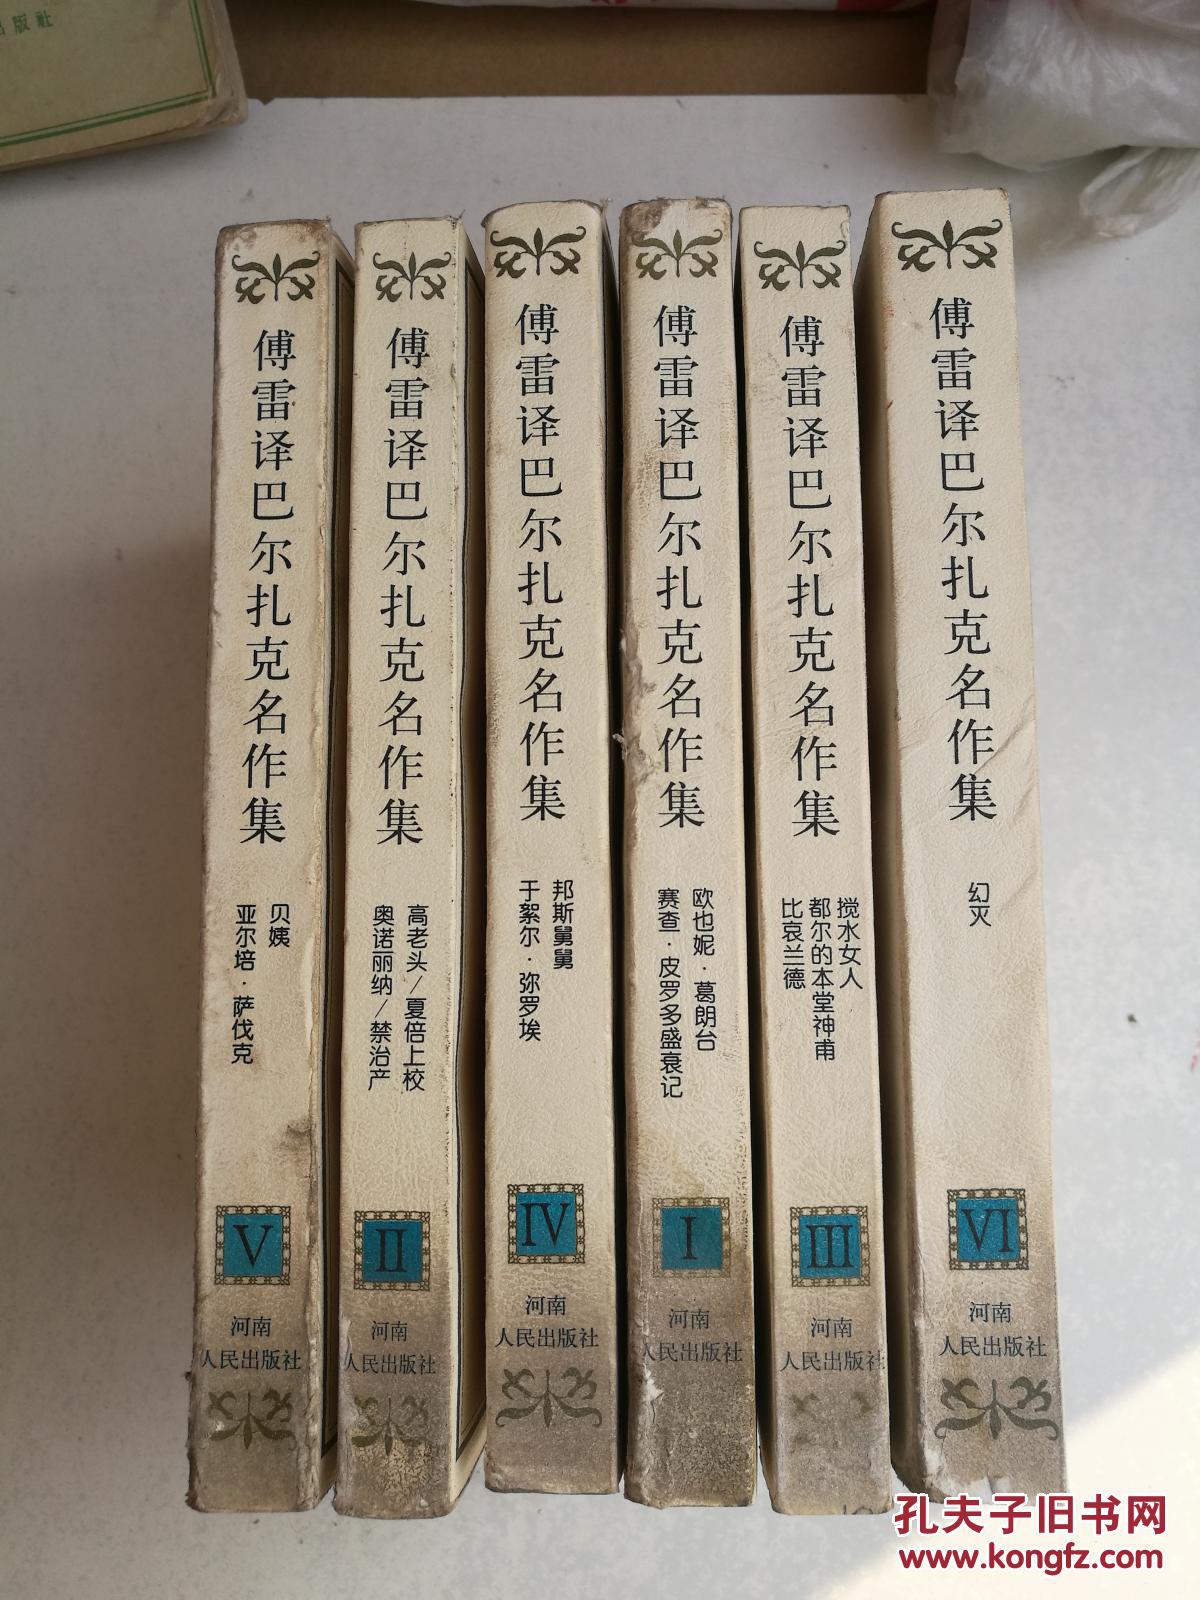 出版社
傅雷译巴尔扎克名作集
贝姨
亚尔培·萨伐克
V
河南
人民出版社
傅雷译巴尔扎克名作集
高老头/夏倍上校
奥诺丽纳/禁治产
II
河南
人民出版社
傅雷译巴尔扎克名作集
邦斯舅舅
于絮尔·弥罗埃
IV
河南
人民出版社
傅雷译巴尔扎克名作集
欧也妮·葛朗台
赛查·皮罗多盛衰记
I
河南
人民出版社
傅雷译巴尔扎克名作集
搅水女人
都尔的本堂神甫
比哀兰德
III
河南
人民出版社
傅雷译巴尔扎克名作集
幻灭
VI
河南
人民出版社
孔夫子旧书网
www.kongfz.com